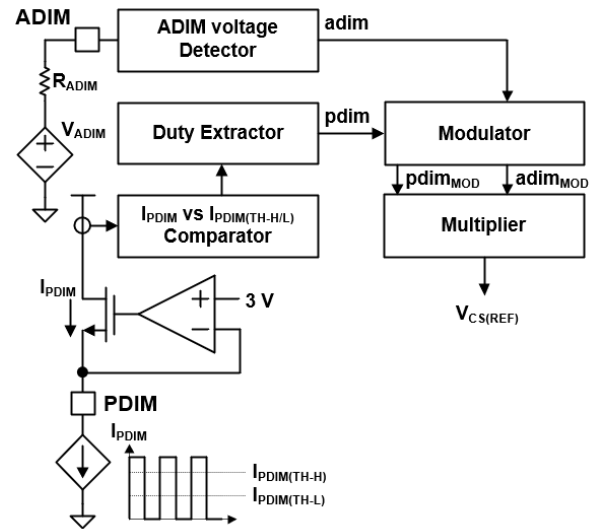 ADIM
ADIM voltage
Detector
adim
RADIM
VADIM
+
−
Duty Extractor
pdim
Modulator
pdimMOD
adimMOD
IPDIM vs IPDIM(TH-H/L)
Comparator
Multiplier
IPDIM
+
3 V
−
VCS(REF)
PDIM
IPDIM
IPDIM(TH-H)
IPDIM(TH-L)